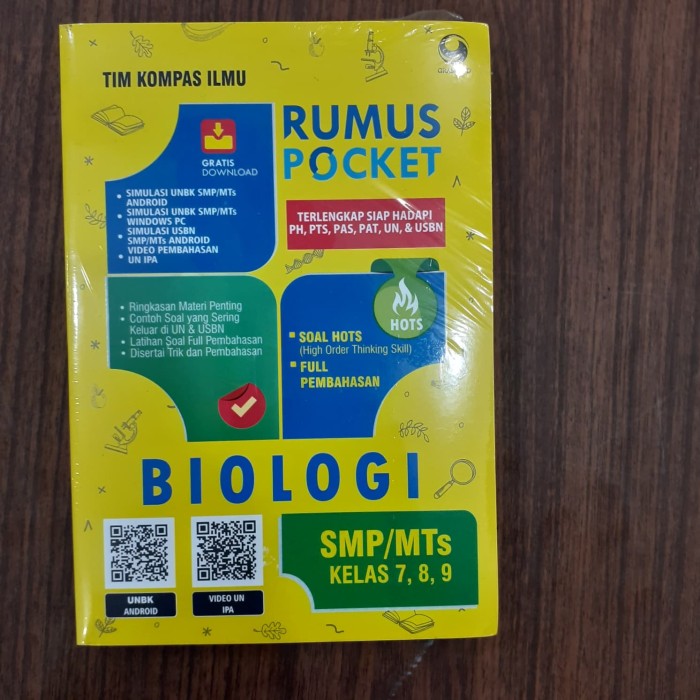 TIM KOMPAS ILMU
RUMUS
POCKET
GRATIS
DOWNLOAD
• SIMULASI UNBK SMP/MTs
ANDROID
• SIMULASI UNBK SMP/MTs
WINDOWS PC
• SIMULASI USBN
• SMP/MTs ANDROID
• VIDEO PEMBAHASAN
UN IPA
TERLENGKAP SIAP HADAPI
PH, PTS, PAS, PAT, UN, & USBN
• Ringkasan Materi Penting
• Contoh Soal yang Sering
Keluar di UN & USBN
• Latihan Soal Full Pembahasan
• Disertai Trik dan Pembahasan
HOTS
SOAL HOTS
(High Order Thinking Skill)
FULL
PEMBAHASAN
BIOLOGI
UNBK
ANDROID
VIDEO UN
IPA
SMP/MTs
KELAS 7, 8, 9